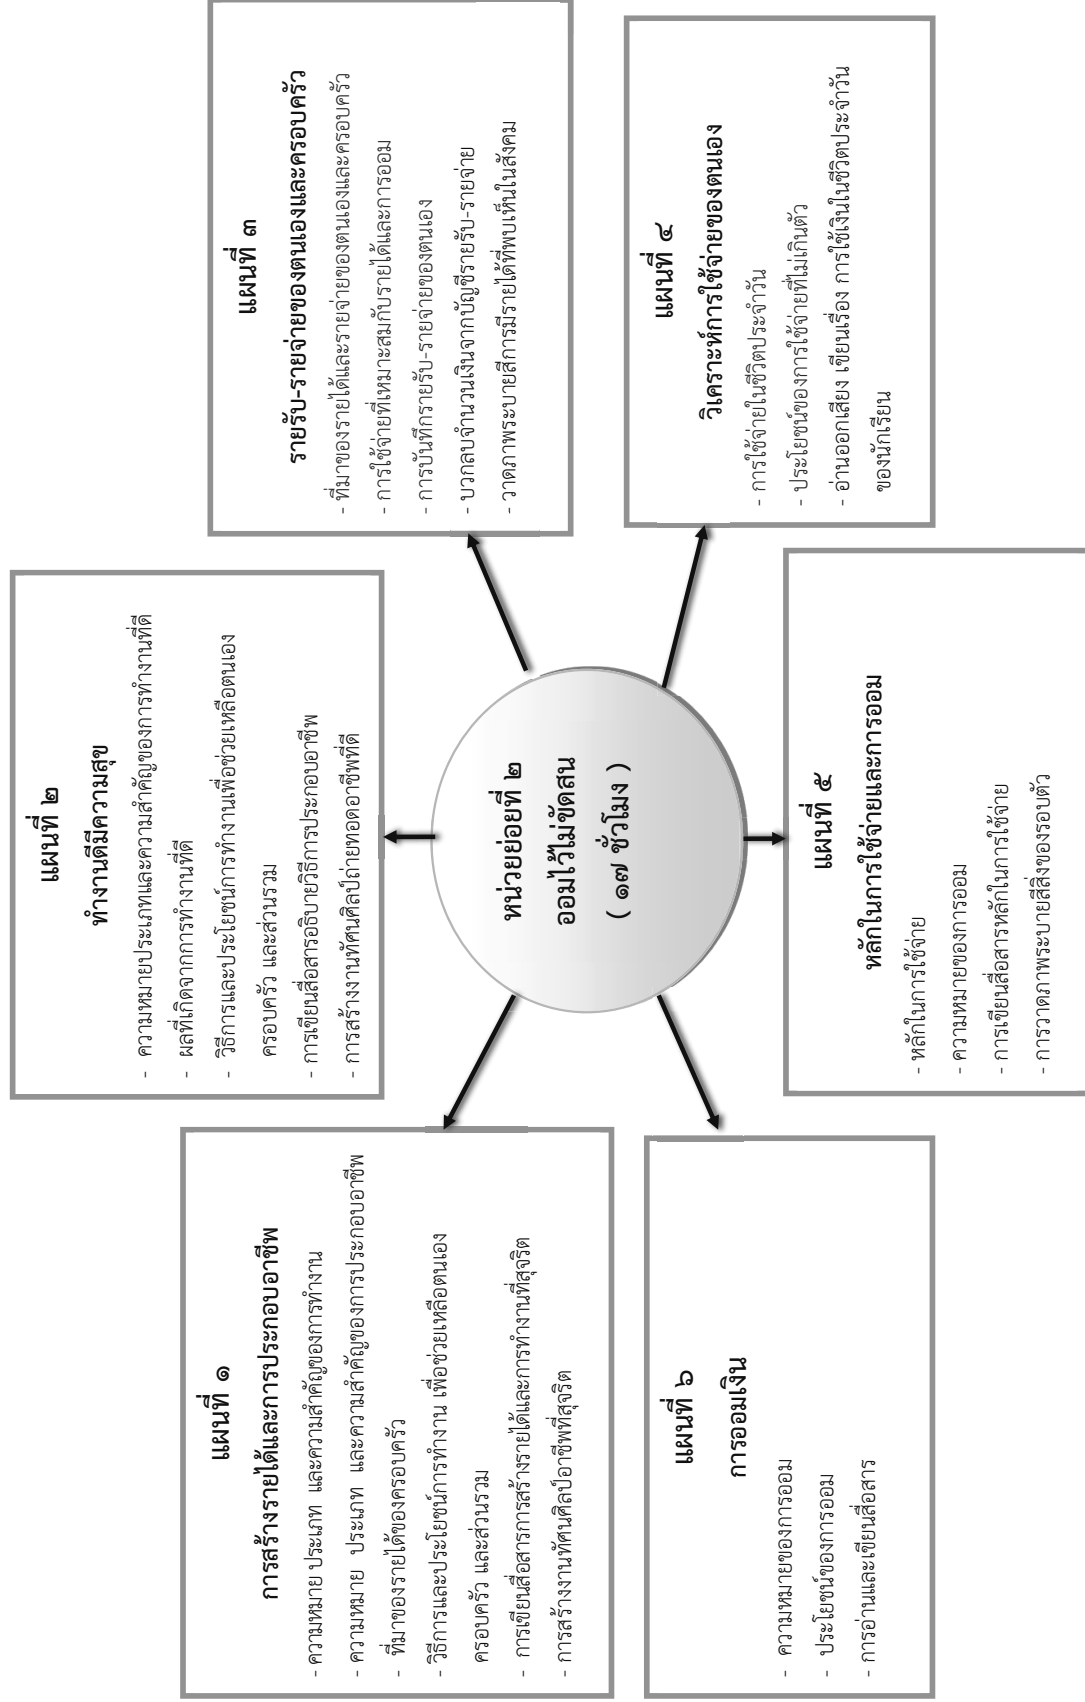 หน่วยย่อยที่ ๒
ออมไว้ไม่ขัดสน
( ๑๗ ชั่วโมง )
แผนที่ ๑
การสร้างรายได้และการประกอบอาชีพ
- ความหมาย ประเภท และความสำคัญของการทำงาน
- ความหมาย ประเภท และความสำคัญของการประกอบอาชีพ
- ที่มาของรายได้ของครอบครัว
- วิธีการและประโยชน์การทำงาน เพื่อช่วยเหลือตนเอง
ครอบครัว และส่วนรวม
- การเขียนสื่อสารการสร้างรายได้และการทำงานที่สุจริต
- การสร้างงานทัศนศิลป์อาชีพที่สุจริต
แผนที่ ๒
ทำงานดีมีความสุข
- ความหมายประเภทและความสำคัญของการทำงานที่ดี
- ผลที่เกิดจากการทำงานที่ดี
- วิธีการและประโยชน์การทำงานเพื่อช่วยเหลือตนเอง
ครอบครัว และส่วนรวม
- การเขียนสื่อสารอธิบายวิธีการประกอบอาชีพ
- การสร้างงานทัศนศิลป์ถ่ายทอดอาชีพที่ดี
แผนที่ ๓
รายรับ-รายจ่ายของตนเองและครอบครัว
- ที่มาของรายได้และรายจ่ายของตนเองและครอบครัว
- การใช้จ่ายที่เหมาะสมกับรายได้และการออม
- การบันทึกรายรับ-รายจ่ายของตนเอง
- บวกลบจำนวนเงินจากบัญชีรายรับ-รายจ่าย
- วาดภาพระบายสีการมีรายได้ที่พบเห็นในสังคม
แผนที่ ๔
วิเคราะห์การใช้จ่ายของตนเอง
- การใช้จ่ายในชีวิตประจำวัน
- ประโยชน์ของการใช้จ่ายที่ไม่เกินตัว
- อ่านออกเสียง เขียนเรื่อง การใช้เงินในชีวิตประจำวัน
ของนักเรียน
แผนที่ ๕
หลักในการใช้จ่ายและการออม
- หลักในการใช้จ่าย
- ความหมายของการออม
- การเขียนสื่อสารหลักในการใช้จ่าย
- การวาดภาพระบายสีสิ่งของรอบตัว
แผนที่ ๖
การออมเงิน
- ความหมายของการออม
- ประโยชน์ของการออม
- การอ่านและเขียนสื่อสาร